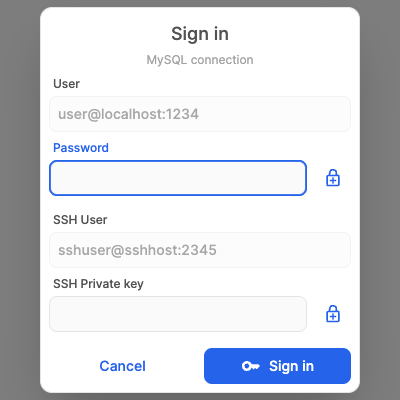 Sign in
MySQL connection
User
user@localhost:1234
Password
SSH User
sshuser@sshhost:2345
SSH Private key
Cancel
Sign in